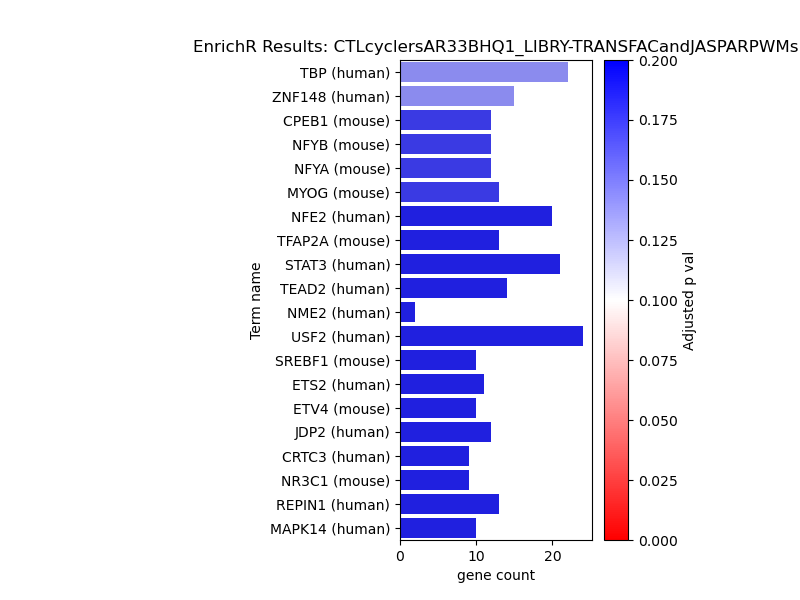 EnrichR Results: CTLcyclersAR33BHQ1_LIBRY-TRANSFACandJASPARPWMs
TBP (human)
ZNF148 (human)
CPEB1 (mouse)
NFYB (mouse)
NFYA (mouse)
MYOG (mouse)
NFE2 (human)
TFAP2A (mouse)
STAT3 (human)
TEAD2 (human)
NME2 (human)
USF2 (human)
SREBF1 (mouse)
ETS2 (human)
ETV4 (mouse)
JDP2 (human)
CRTC3 (human)
NR3C1 (mouse)
REPIN1 (human)
MAPK14 (human)
Term name
0 10 20
gene count
0.200
0.175
0.150
0.125
0.100
0.075
0.050
0.025
0.000
Adjusted p val